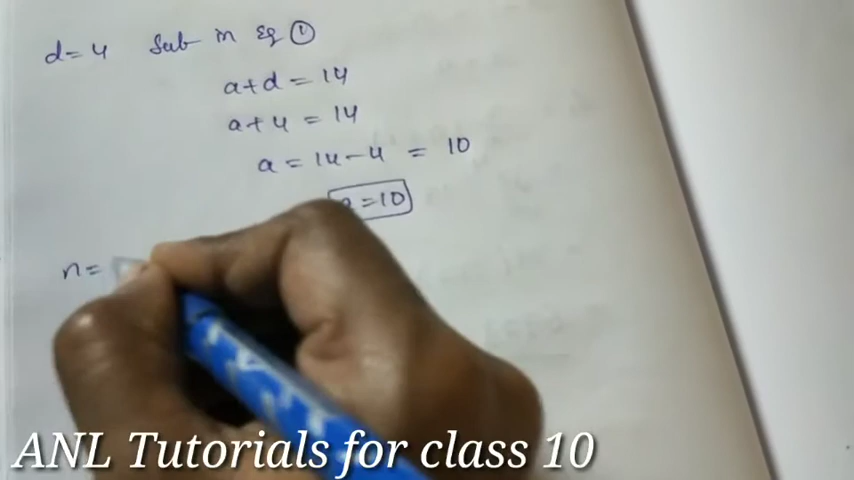 d=4 Sub in Eq ①
a+d = 14
a+4 = 14
a = 14-4 = 10
a=10
n=
ANL Tutorials for class 10